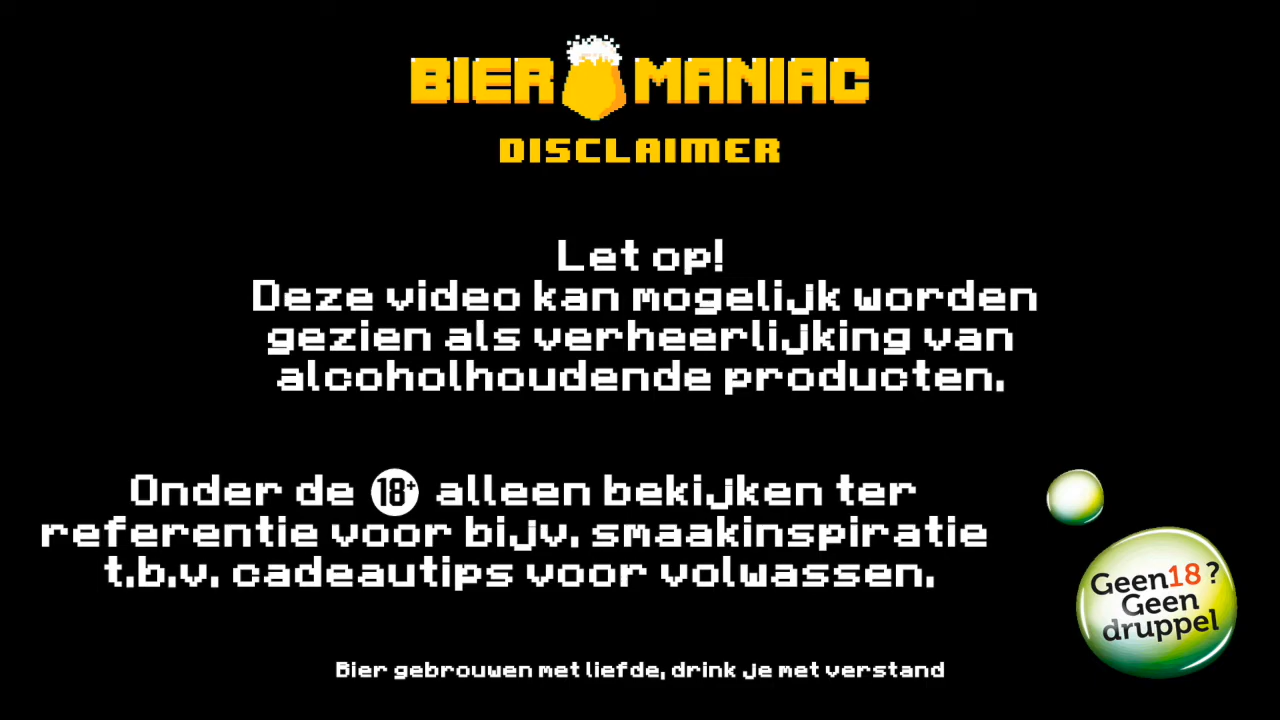 BIER MANIAC
DISCLAIMER
Let op!
Deze video kan mogelijk worden
gezien als verheerlijking van
alcoholhoudende producten.
Onder de 18+ alleen bekijken ter
referentie voor bijv. smaakinspiratie
t.b.v. cadeautips voor volwassen.
Geen18?
Geen
druppel
Bier gebrouwen met liefde, drink je met verstand